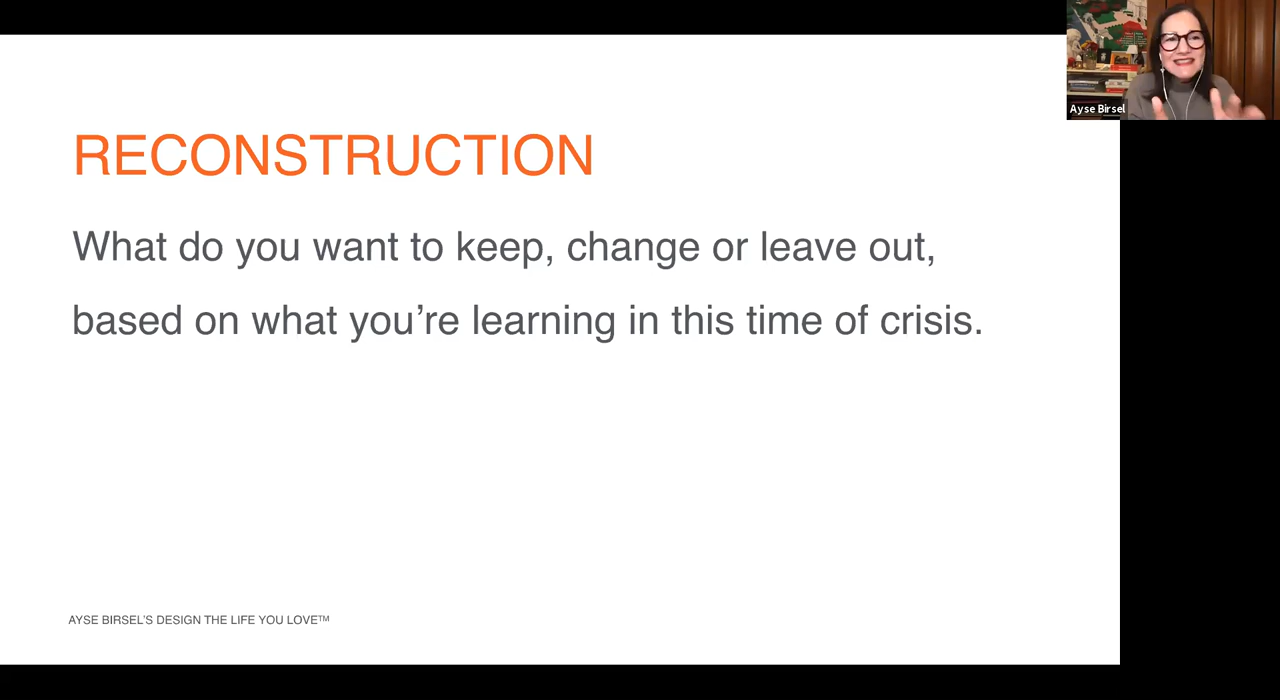 RECONSTRUCTION
What do you want to keep, change or leave out,
based on what you’re learning in this time of crisis.
AYSE BIRSEL’S DESIGN THE LIFE YOU LOVE™
Ayse Birsel